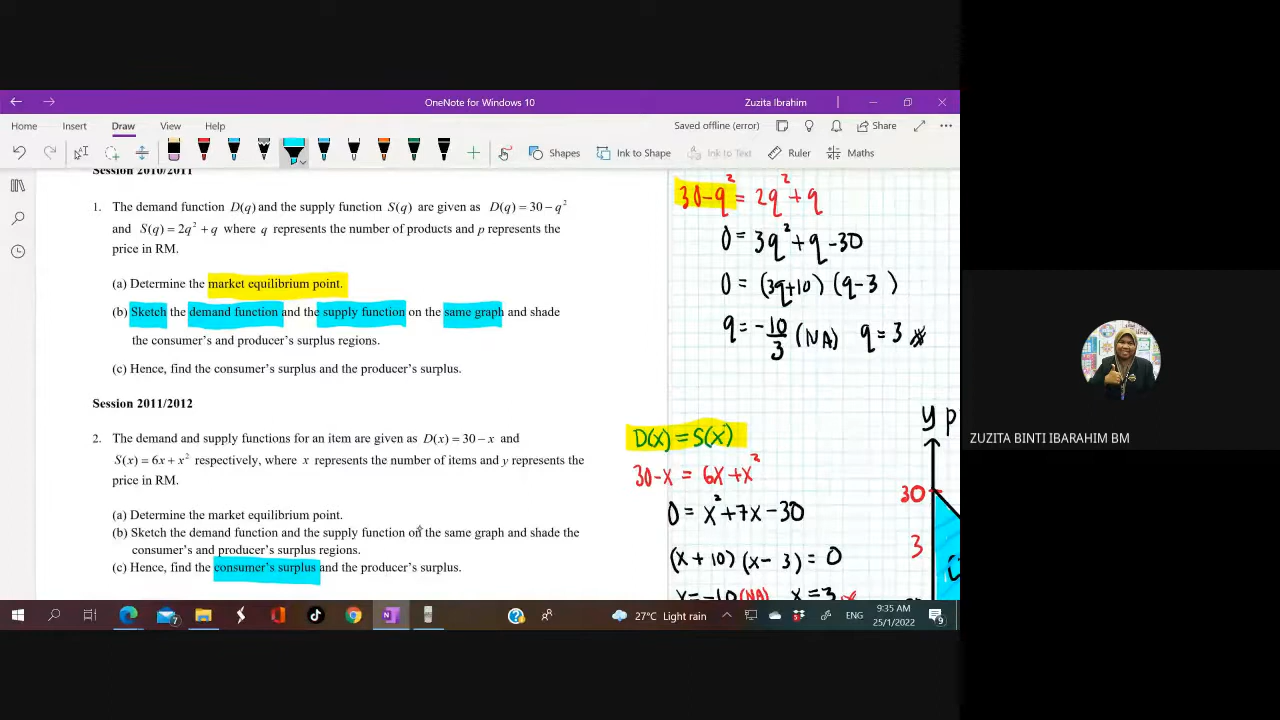 OneNote for Windows 10
Zuzita Ibrahim
Home Insert Draw View Help
Saved offline (error)
Share
Shapes
Ink to Shape
Ink to Text
Ruler
Maths
Session 2010/2011
1. The demand function D(q) and the supply function S(q) are given as D(q) = 30 − q²
and S(q) = 2q² + q where q represents the number of products and p represents the
price in RM.
(a) Determine the market equilibrium point.
(b) Sketch the demand function and the supply function on the same graph and shade
the consumer's and producer's surplus regions.
(c) Hence, find the consumer's surplus and the producer's surplus.
Session 2011/2012
2. The demand and supply functions for an item are given as D(x) = 30 − x and
S(x) = 6x + x² respectively, where x represents the number of items and y represents the
price in RM.
(a) Determine the market equilibrium point.
(b) Sketch the demand function and the supply function on the same graph and shade the
consumer's and producer's surplus regions.
(c) Hence, find the consumer's surplus and the producer's surplus.
30-q² = 2q² + q
0 = 3q² + q - 30
0 = (3q+10) (q-3)
q = -10/3 (NA) q = 3
D(x) = S(x)
30-x = 6x+x²
0 = x² + 7x - 30
(x + 10) (x - 3) = 0
x = -10 (NA) x = 3
y p
30
3
ZUZITA BINTI IBARAHIM BM
7
27°C Light rain
ENG
9:35 AM
25/1/2022
9